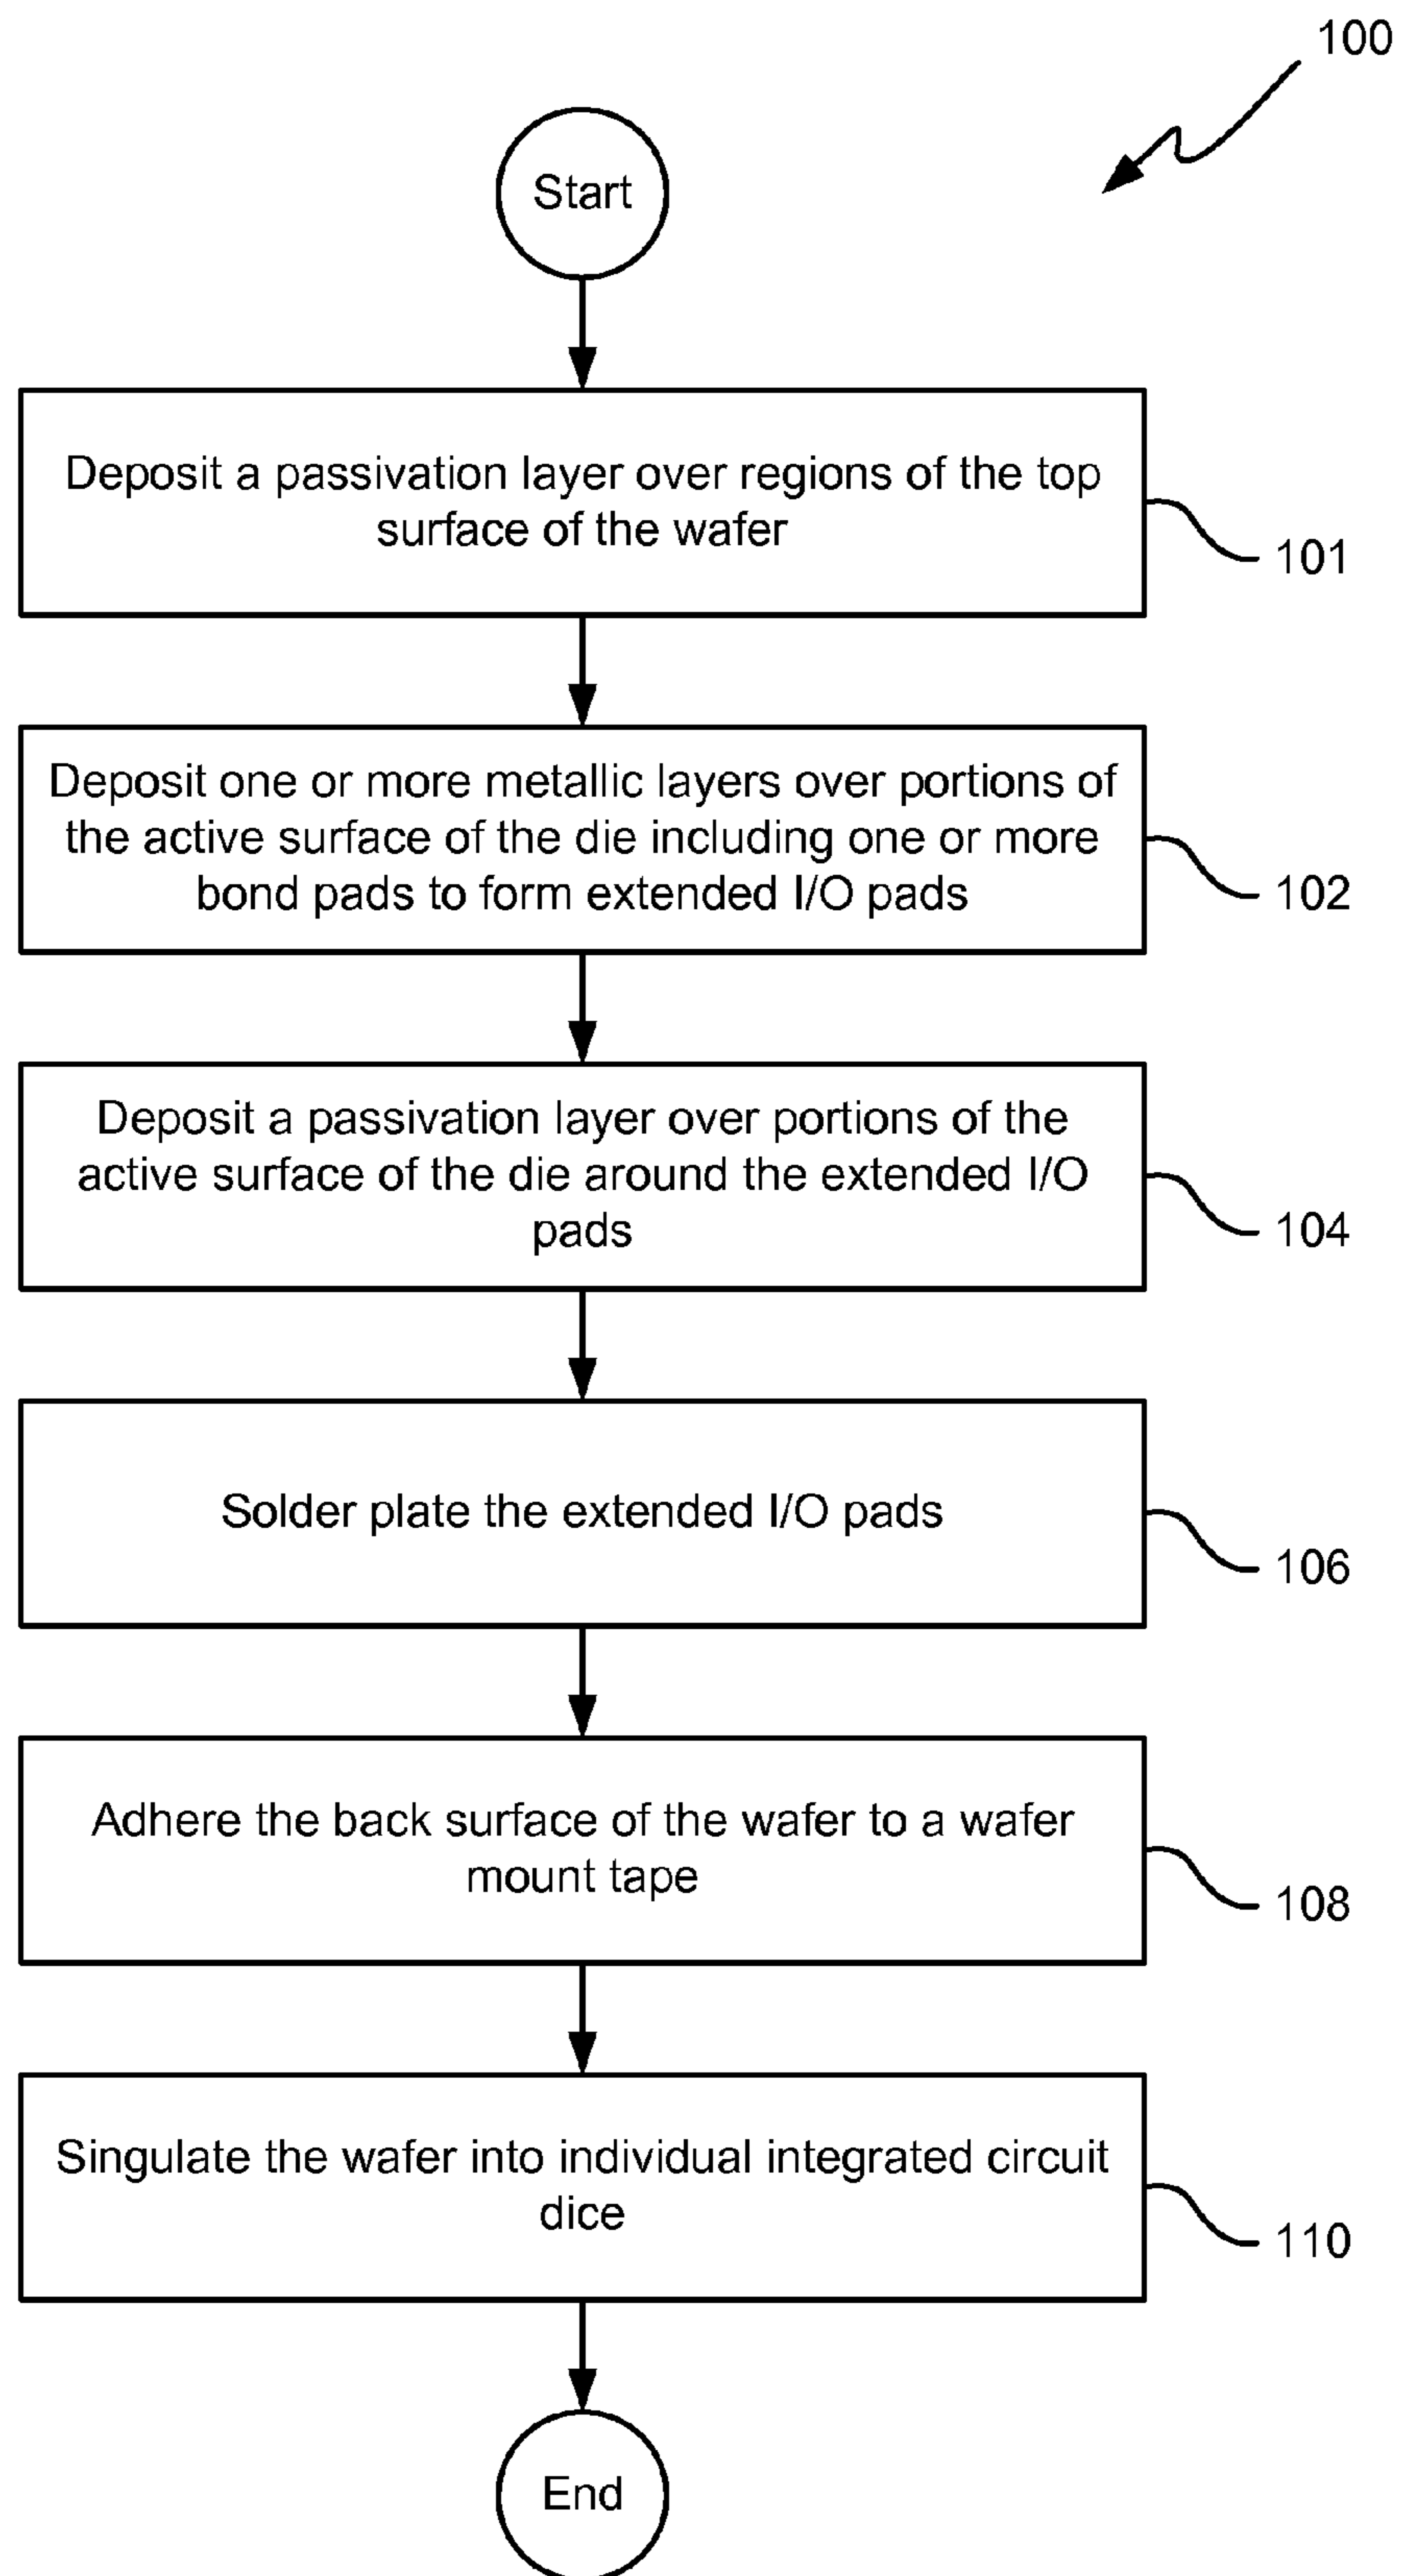 100
Start
Deposit a passivation layer over regions of the top
surface of the wafer
101
Deposit one or more metallic layers over portions of
the active surface of the die including one or more
bond pads to form extended I/O pads
102
Deposit a passivation layer over portions of the
active surface of the die around the extended I/O
pads
104
Solder plate the extended I/O pads
106
Adhere the back surface of the wafer to a wafer
mount tape
108
Singulate the wafer into individual integrated circuit
dice
110
End